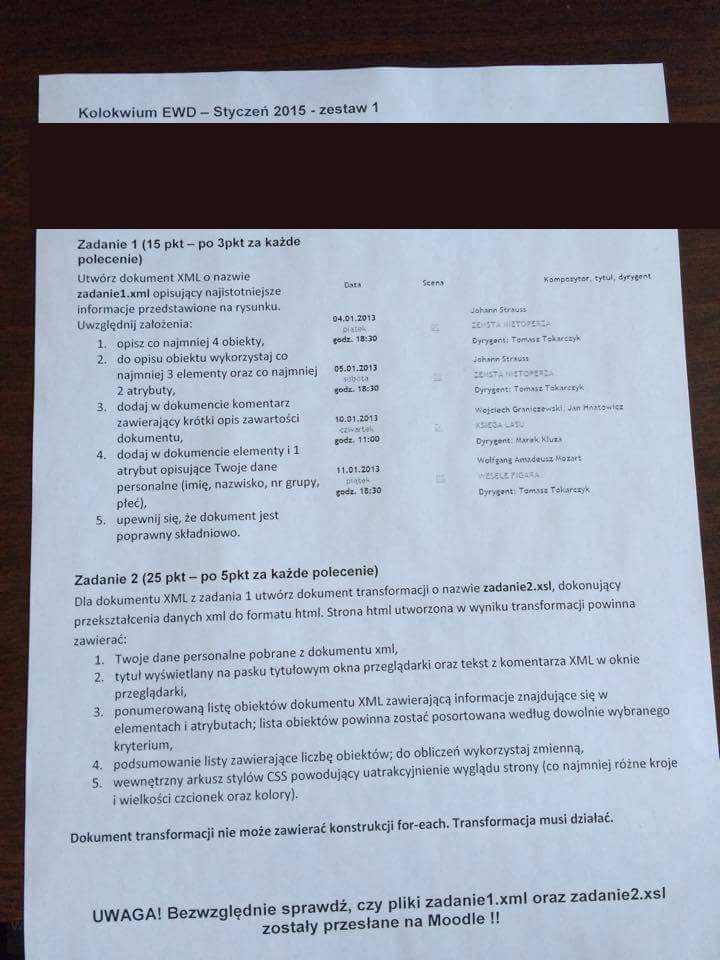 Kolokwium EWD – Styczeń 2015 - zestaw 1
Zadanie 1 (15 pkt – po 3pkt za każde
polecenie)
Utwórz dokument XML o nazwie
zadanie1.xml opisujący najistotniejsze
informacje przedstawione na rysunku.
Uwzględnij założenia:
1. opisz co najmniej 4 obiekty,
2. do opisu obiektu wykorzystaj co
najmniej 3 elementy oraz co najmniej
2 atrybuty,
3. dodaj w dokumencie komentarz
zawierający krótki opis zawartości
dokumentu,
4. dodaj w dokumencie elementy i 1
atrybut opisujące Twoje dane
personalne (imię, nazwisko, nr grupy,
płeć),
5. upewnij się, że dokument jest
poprawny składniowo.
Data Scena Kompozytor, tytuł, dyrygent
Johann Strauss
04.01.2013
piątek ZEMSTA NIETOPERZA
godz. 18:30 Dyrygent: Tomasz Tokarczyk
Johann Strauss
05.01.2013
sobota ZEMSTA NIETOPERZA
godz. 18:30 Dyrygent: Tomasz Tokarczyk
Wojciech Graniczewski, Jan Hnatowicz
10.01.2013
czwartek KSIĘGA LASU
godz. 11:00 Dyrygent: Marek Kluza
Wolfgang Amadeusz Mozart
11.01.2013
piątek WESELE FIGARA
godz. 18:30 Dyrygent: Tomasz Tokarczyk
Zadanie 2 (25 pkt – po 5pkt za każde polecenie)
Dla dokumentu XML z zadania 1 utwórz dokument transformacji o nazwie zadanie2.xsl, dokonujący
przekształcenia danych xml do formatu html. Strona html utworzona w wyniku transformacji powinna
zawierać:
1. Twoje dane personalne pobrane z dokumentu xml,
2. tytuł wyświetlany na pasku tytułowym okna przeglądarki oraz tekst z komentarza XML w oknie
przeglądarki,
3. ponumerowaną listę obiektów dokumentu XML zawierającą informacje znajdujące się w
elementach i atrybutach; lista obiektów powinna zostać posortowana według dowolnie wybranego
kryterium,
4. podsumowanie listy zawierające liczbę obiektów; do obliczeń wykorzystaj zmienną,
5. wewnętrzny arkusz stylów CSS powodujący uatrakcyjnienie wyglądu strony (co najmniej różne kroje
i wielkości czcionek oraz kolory).
Dokument transformacji nie może zawierać konstrukcji for-each. Transformacja musi działać.
UWAGA! Bezwzględnie sprawdź, czy pliki zadanie1.xml oraz zadanie2.xsl
zostały przesłane na Moodle !!